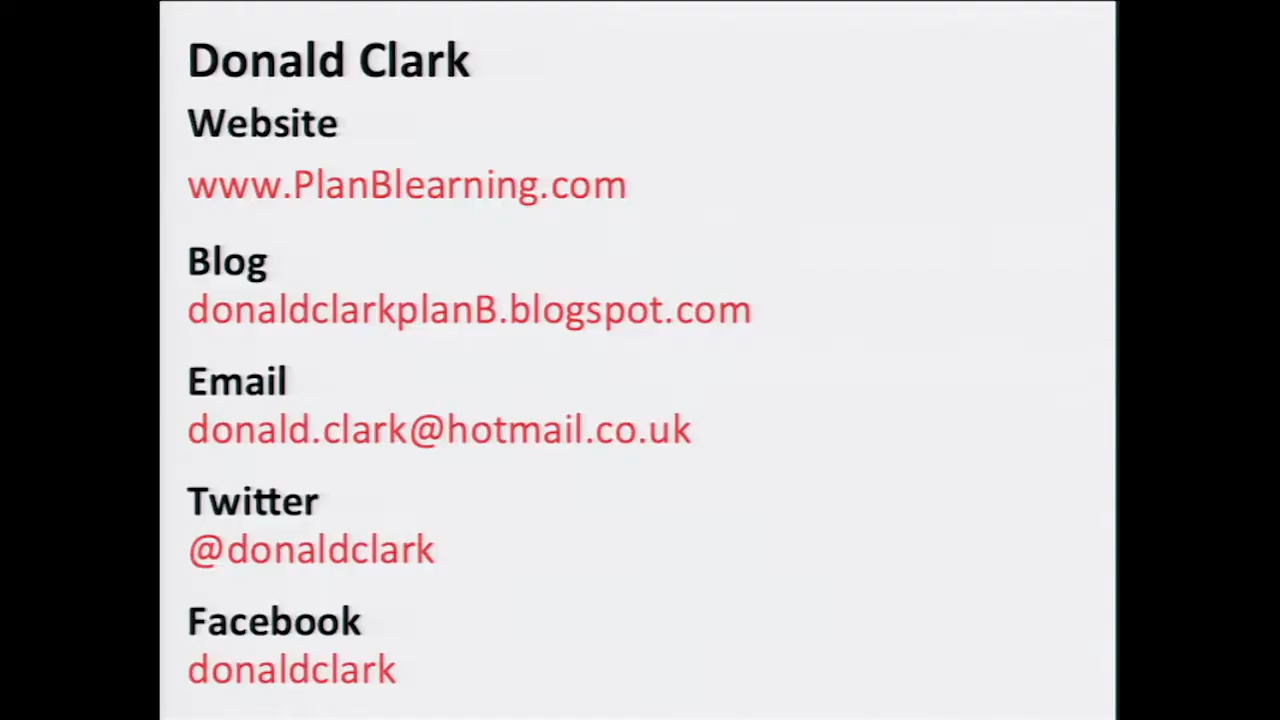 Donald Clark
Website
www.PlanBlearning.com
Blog
donaldclarkplanB.blogspot.com
Email
donald.clark@hotmail.co.uk
Twitter
@donaldclark
Facebook
donaldclark